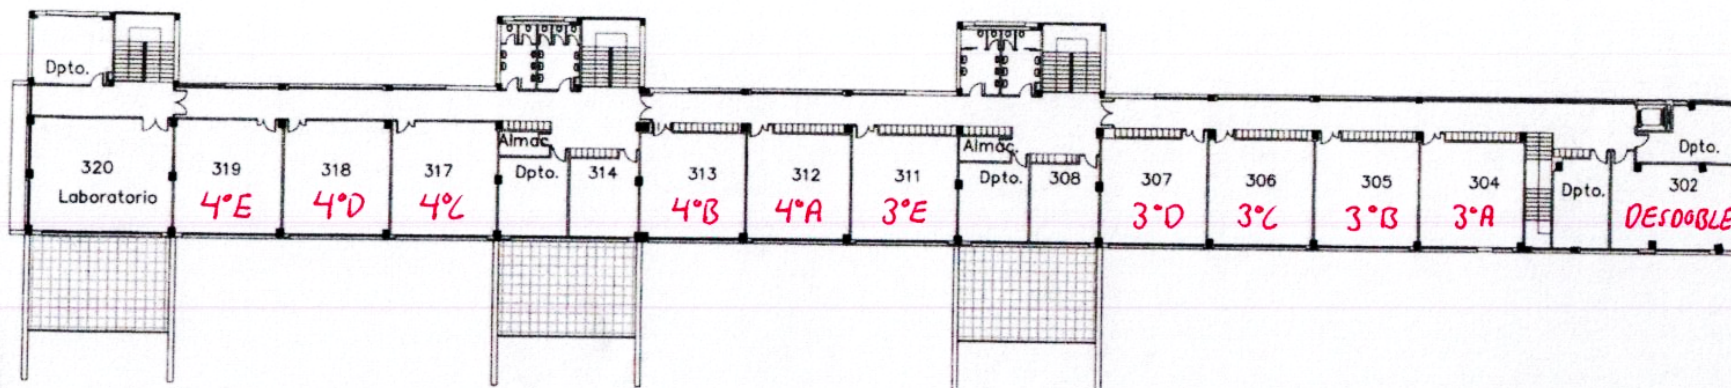 Dpto.
320
Laboratorio
319
4ºE
318
4ºD
317
4ºC
Almac.
Dpto.
314
313
4ºB
312
4ºA
311
3ºE
Almac.
Dpto.
308
307
3ºD
306
3ºC
305
3ºB
304
3ºA
Dpto.
Dpto.
302
DESDOBLE